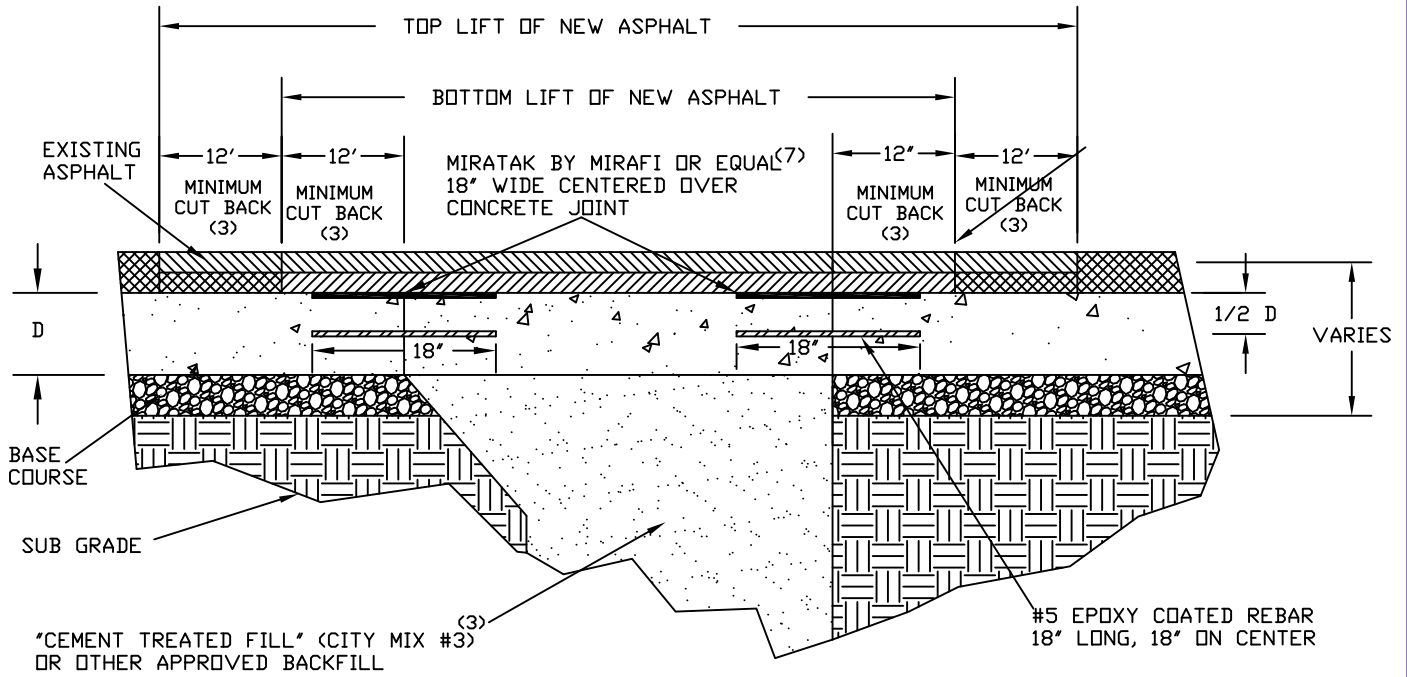 TOP LIFT OF NEW ASPHALT
BOTTOM LIFT OF NEW ASPHALT
EXISTING
ASPHALT
12'
MINIMUM
CUT BACK
(3)
12'
MINIMUM
CUT BACK
(3)
MIRATAK BY MIRAFI OR EQUAL(7)
18" WIDE CENTERED OVER
CONCRETE JOINT
12"
MINIMUM
CUT BACK
(3)
12'
MINIMUM
CUT BACK
(3)
D
18"
18"
1/2 D
VARIES
BASE
COURSE
SUB GRADE
"CEMENT TREATED FILL" (CITY MIX #3)(3)
OR OTHER APPROVED BACKFILL
#5 EPOXY COATED REBAR
18" LONG, 18" ON CENTER